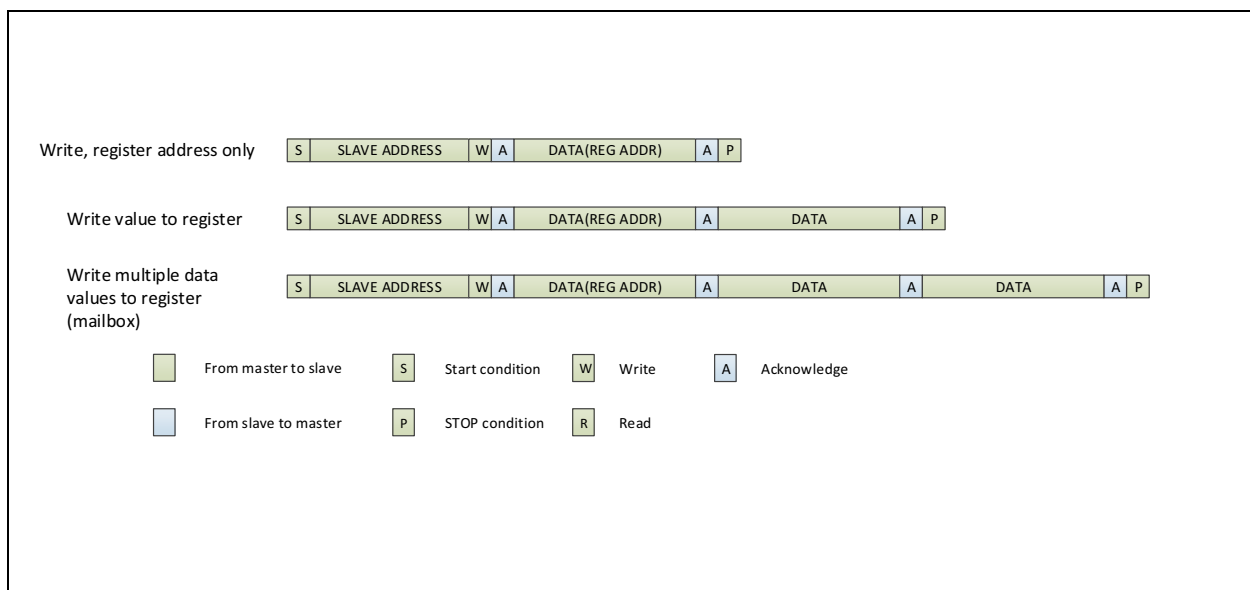 Write, register address only S SLAVE ADDRESS W A DATA(REG ADDR) A P
Write value to register S SLAVE ADDRESS W A DATA(REG ADDR) A DATA A P
Write multiple data
values to register
(mailbox)
S SLAVE ADDRESS W A DATA(REG ADDR) A DATA A DATA A P
From master to slave S Start condition W Write A Acknowledge
From slave to master P STOP condition R Read